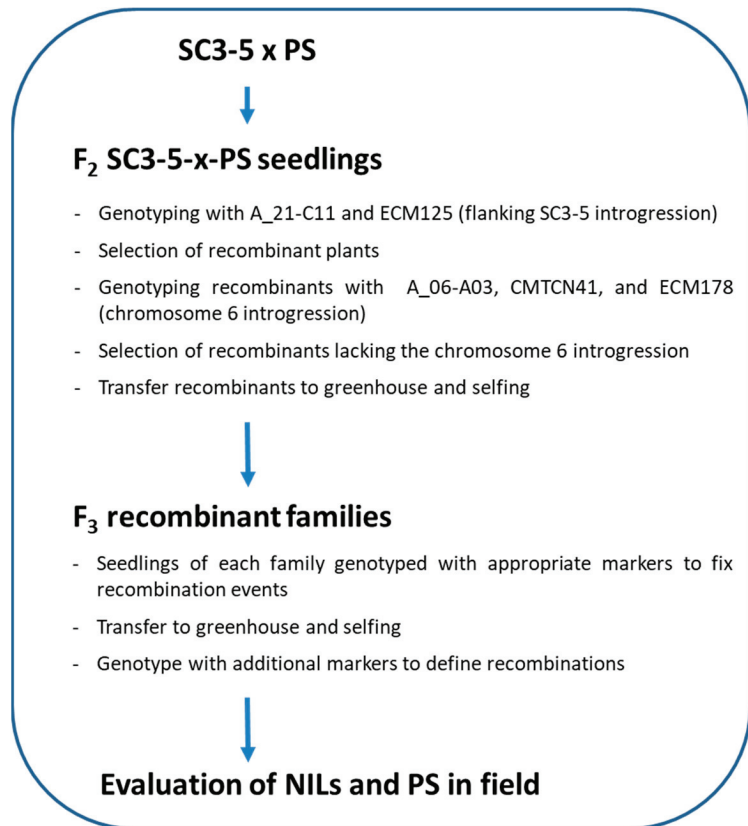 SC3-5 x PS
F₂ SC3-5-x-PS seedlings
- Genotyping with A_21-C11 and ECM125 (flanking SC3-5 introgression)
- Selection of recombinant plants
- Genotyping recombinants with A_06-A03, CMTCN41, and ECM178
(chromosome 6 introgression)
- Selection of recombinants lacking the chromosome 6 introgression
- Transfer recombinants to greenhouse and selfing
F₃ recombinant families
- Seedlings of each family genotyped with appropriate markers to fix
recombination events
- Transfer to greenhouse and selfing
- Genotype with additional markers to define recombinations
Evaluation of NILs and PS in field